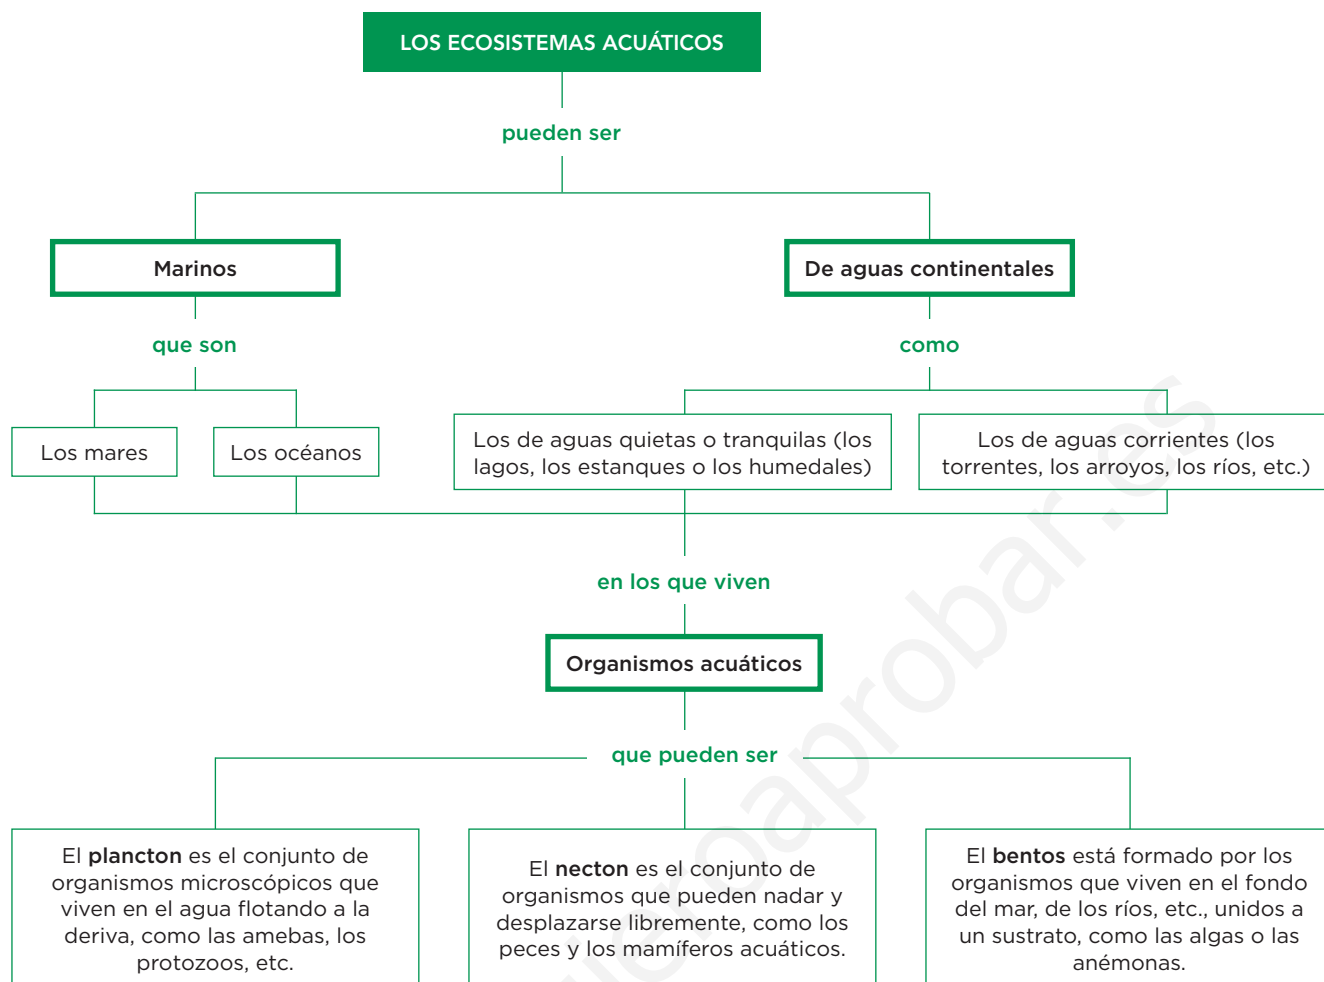 LOS ECOSISTEMAS ACUÁTICOS
pueden ser
Marinos
De aguas continentales
que son
como
Los mares
Los océanos
Los de aguas quietas o tranquilas (los
lagos, los estanques o los humedales)
Los de aguas corrientes (los
torrentes, los arroyos, los ríos, etc.)
en los que viven
Organismos acuáticos
que pueden ser
El plancton es el conjunto de
organismos microscópicos que
viven en el agua flotando a la
deriva, como las amebas, los
protozoos, etc.
El necton es el conjunto de
organismos que pueden nadar y
desplazarse libremente, como los
peces y los mamíferos acuáticos.
El bentos está formado por los
organismos que viven en el fondo
del mar, de los ríos, etc., unidos a
un sustrato, como las algas o las
anémonas.